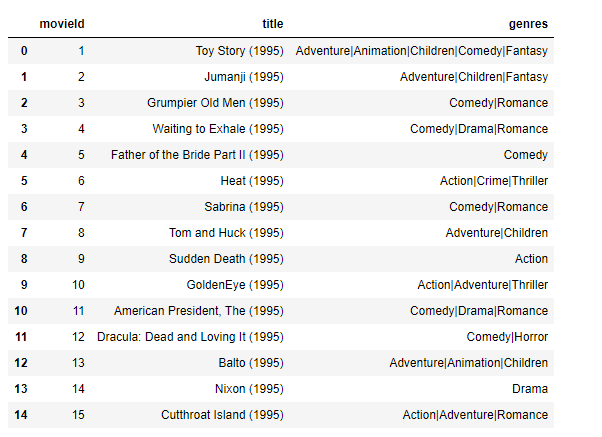 movieId title genres
0 1 Toy Story (1995) Adventure|Animation|Children|Comedy|Fantasy
1 2 Jumanji (1995) Adventure|Children|Fantasy
2 3 Grumpier Old Men (1995) Comedy|Romance
3 4 Waiting to Exhale (1995) Comedy|Drama|Romance
4 5 Father of the Bride Part II (1995) Comedy
5 6 Heat (1995) Action|Crime|Thriller
6 7 Sabrina (1995) Comedy|Romance
7 8 Tom and Huck (1995) Adventure|Children
8 9 Sudden Death (1995) Action
9 10 GoldenEye (1995) Action|Adventure|Thriller
10 11 American President, The (1995) Comedy|Drama|Romance
11 12 Dracula: Dead and Loving It (1995) Comedy|Horror
12 13 Balto (1995) Adventure|Animation|Children
13 14 Nixon (1995) Drama
14 15 Cutthroat Island (1995) Action|Adventure|Romance